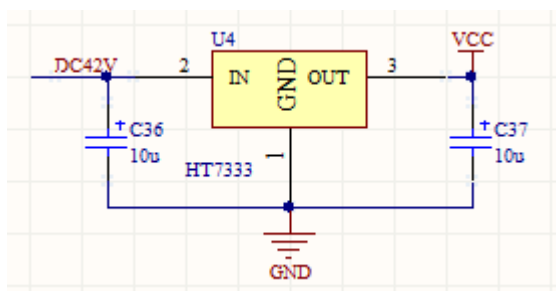 U4
VCC
DC42V
2
IN
GND
OUT
3
C36
10u
1
HT7333
C37
10u
GND